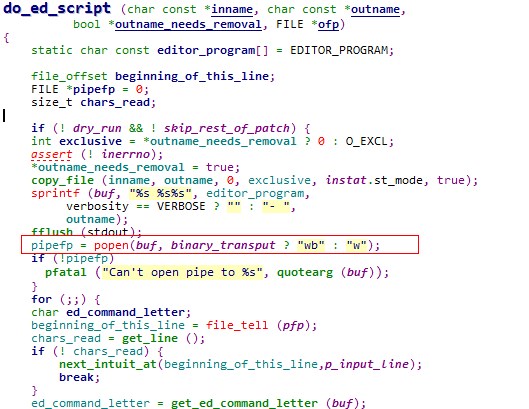 do_ed_script (char const *inname, char const *outname,
bool *outname_needs_removal, FILE *ofp)
{
static char const editor_program[] = EDITOR_PROGRAM;
file_offset beginning_of_this_line;
FILE *pipefp = 0;
size_t chars_read;
if (! dry_run && ! skip_rest_of_patch) {
int exclusive = *outname_needs_removal ? 0 : O_EXCL;
assert (! inerrno);
*outname_needs_removal = true;
copy_file (inname, outname, 0, exclusive, instat.st_mode, true);
sprintf (buf, "%s %s%s", editor_program,
verbosity == VERBOSE ? "" : "- ",
outname);
fflush (stdout);
pipefp = popen(buf, binary_transput ? "wb" : "w");
if (!pipefp)
pfatal ("Can't open pipe to %s", quotearg (buf));
}
for (;;) {
char ed_command_letter;
beginning_of_this_line = file_tell (pfp);
chars_read = get_line ();
if (! chars_read) {
next_intuit_at(beginning_of_this_line,p_input_line);
break;
}
ed_command_letter = get_ed_command_letter (buf);